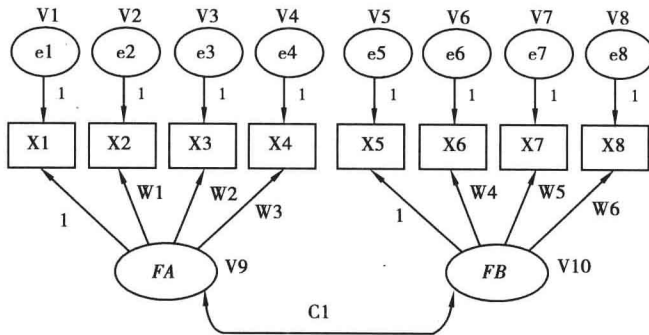 V1 V2 V3 V4 V5 V6 V7 V8
e1 e2 e3 e4 e5 e6 e7 e8
1 1 1 1 1 1 1 1
X1 X2 X3 X4 X5 X6 X7 X8
1 W1 W2 W3 1 W4 W5 W6
FA V9 FB V10
C1